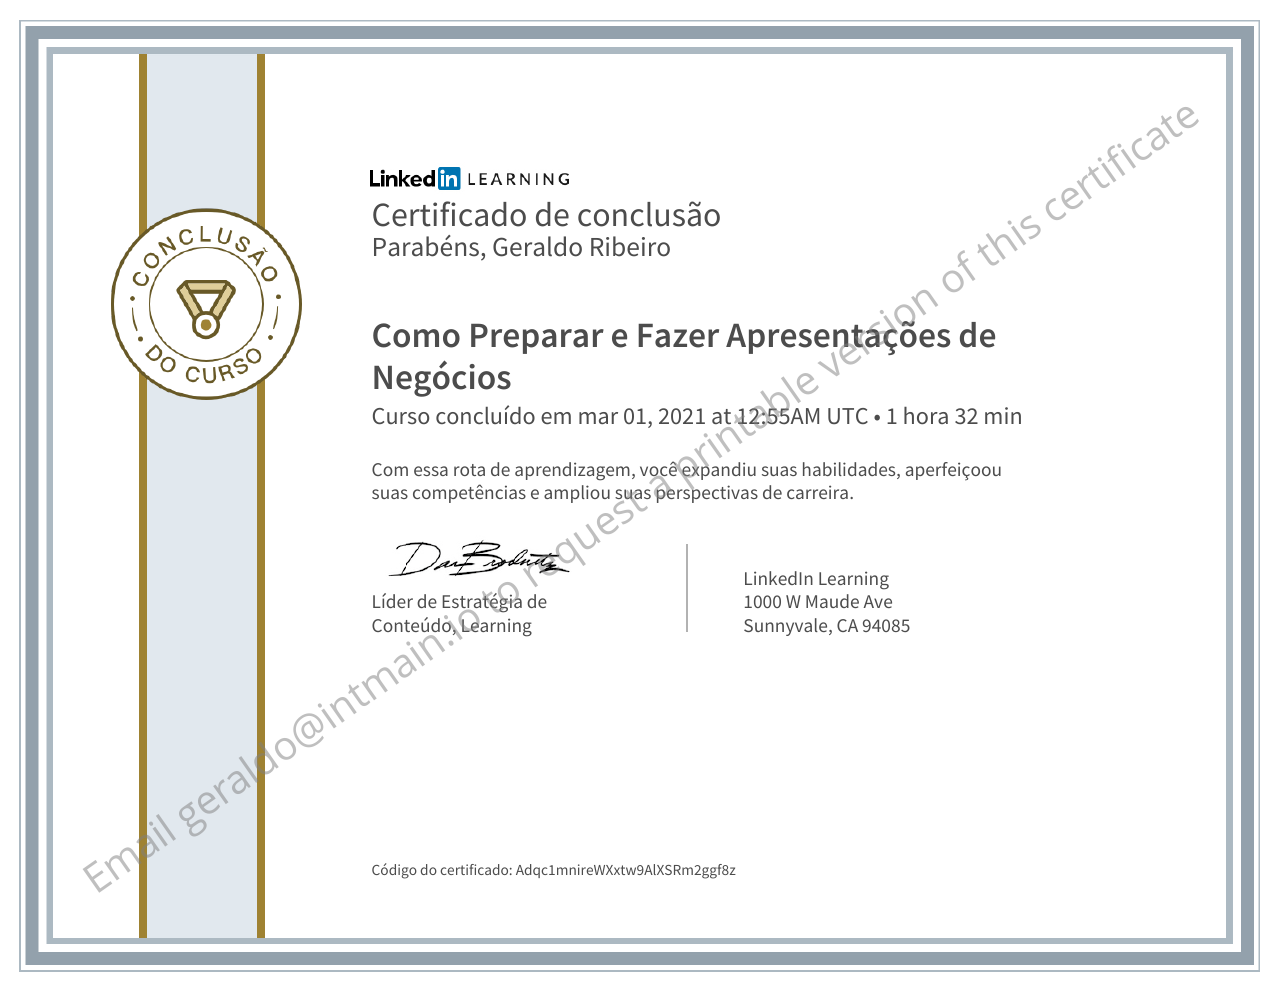 LinkedIn LEARNING
Certificado de conclusão
Parabéns, Geraldo Ribeiro
• CONCLUSÃO •
• DO CURSO •
Como Preparar e Fazer Apresentações de
Negócios
Curso concluído em mar 01, 2021 at 12:55AM UTC • 1 hora 32 min
Com essa rota de aprendizagem, você expandiu suas habilidades, aperfeiçoou
suas competências e ampliou suas perspectivas de carreira.
Líder de Estratégia de
Conteúdo, Learning
LinkedIn Learning
1000 W Maude Ave
Sunnyvale, CA 94085
Código do certificado: Adqc1mnireWXxtw9AlXSRm2ggf8z
Email geraldo@intmain.io to request a printable version of this certificate